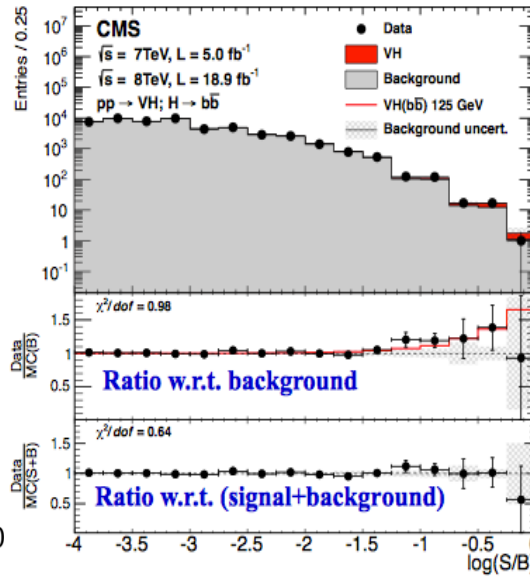 CMS
√s = 7TeV, L = 5.0 fb⁻¹
√s = 8TeV, L = 18.9 fb⁻¹
pp → VH; H → bb̅
Data
VH
Background
VH(bb̅) 125 GeV
Background uncert.
Entries / 0.25
10⁷
10⁶
10⁵
10⁴
10³
10²
10
1
10⁻¹
χ²/dof = 0.98
Data
MC(B)
1.5
1
0.5
Ratio w.r.t. background
χ²/dof = 0.64
Data
MC(S+B)
1.5
1
0.5
Ratio w.r.t. (signal+background)
0
-4 -3.5 -3 -2.5 -2 -1.5 -1 -0.5
log(S/B